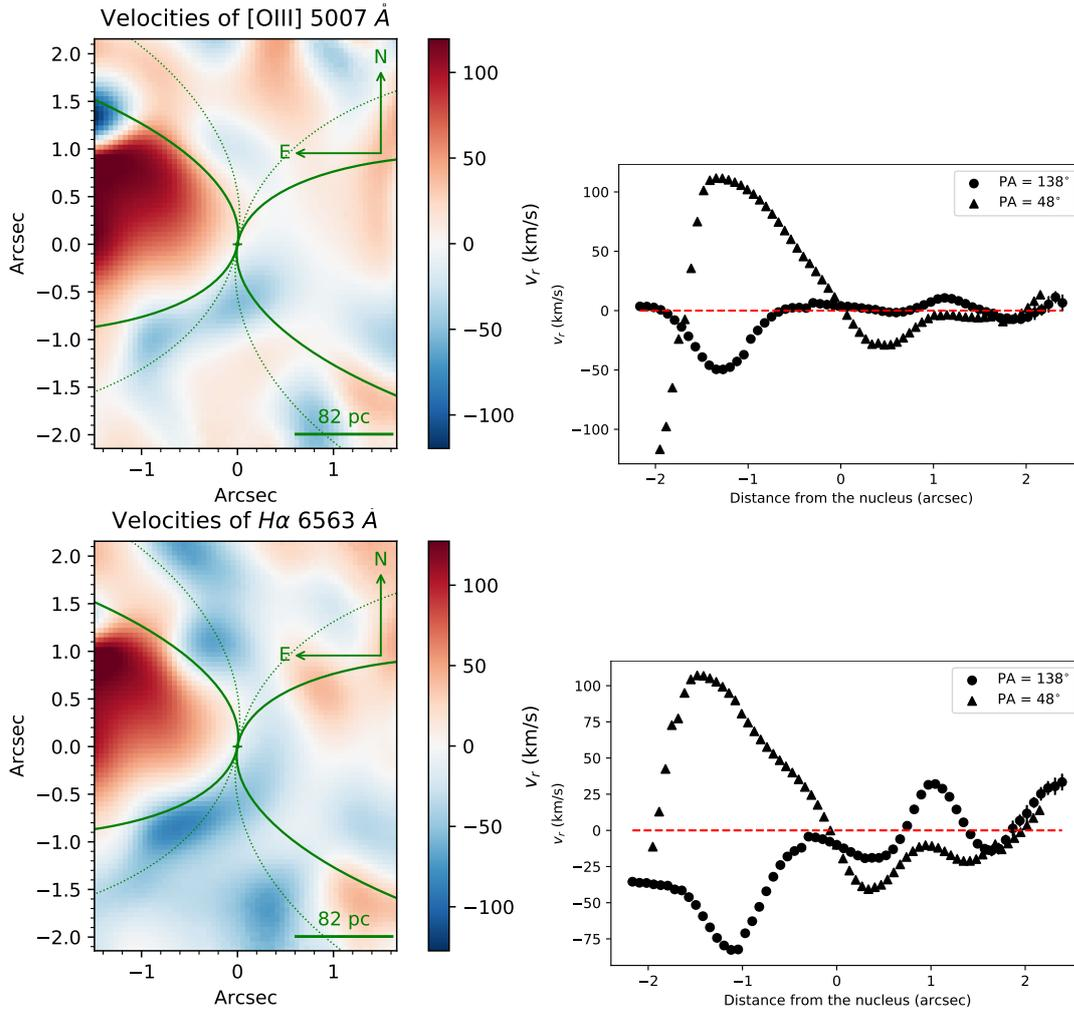 Velocities of [OIII] 5007 Å
Arcsec
2.0
1.5
1.0
0.5
0.0
−0.5
−1.0
−1.5
−2.0
N
E
82 pc
−1
0
1
Arcsec
100
50
0
−50
−100
v_r (km/s)
v_r (km/s)
100
50
0
−50
−100
PA = 138°
PA = 48°
−2
−1
0
1
2
Distance from the nucleus (arcsec)
Velocities of Hα 6563 Å
Arcsec
2.0
1.5
1.0
0.5
0.0
−0.5
−1.0
−1.5
−2.0
N
E
82 pc
−1
0
1
Arcsec
100
50
0
−50
−100
v_r (km/s)
v_r (km/s)
100
75
50
25
0
−25
−50
−75
PA = 138°
PA = 48°
−2
−1
0
1
2
Distance from the nucleus (arcsec)